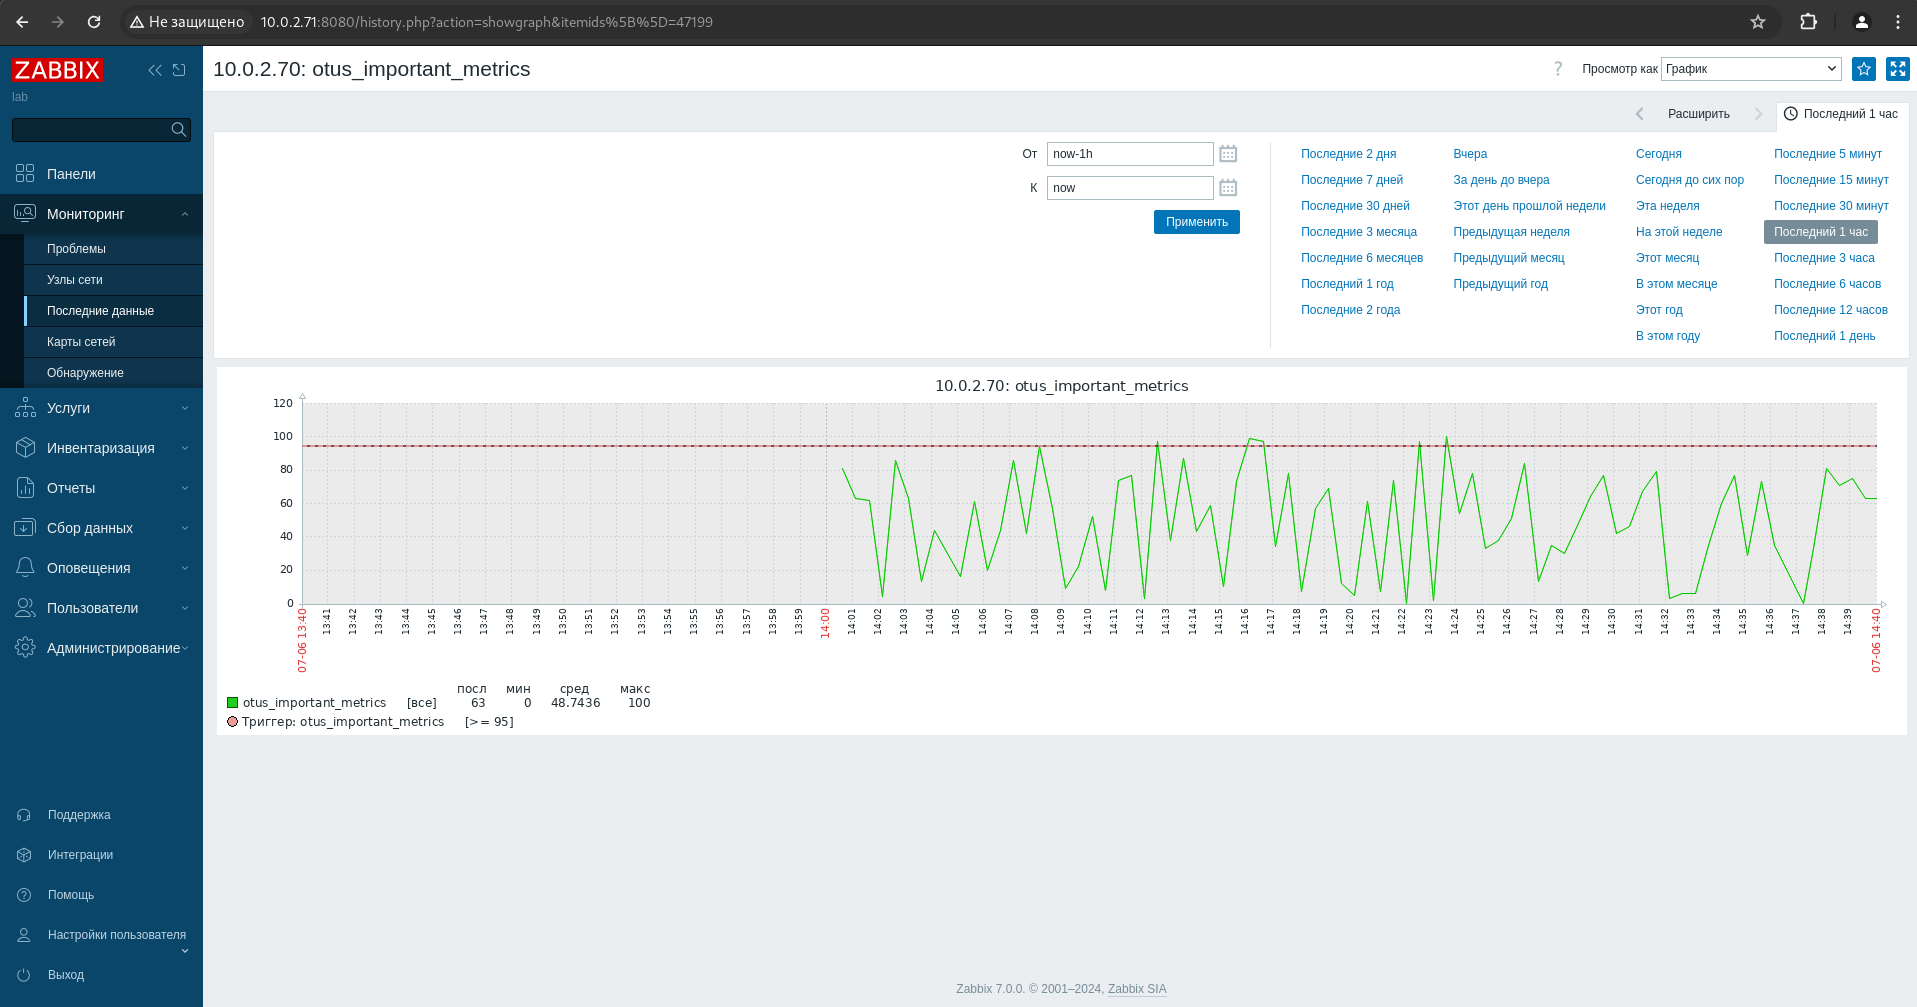 Не защищено 10.0.2.71:8080/history.php?action=showgraph&itemids%5B%5D=47199
ZABBIX
lab
Панели
Мониторинг
Проблемы
Узлы сети
Последние данные
Карты сетей
Обнаружение
Услуги
Инвентаризация
Отчеты
Сбор данных
Оповещения
Пользователи
Администрирование
Поддержка
Интеграции
Помощь
Настройки пользователя
Выход
10.0.2.70: otus_important_metrics
? Просмотр как График
Расширить Последний 1 час
От now-1h
К now
Применить
Последние 2 дня Вчера Сегодня Последние 5 минут
Последние 7 дней За день до вчера Сегодня до сих пор Последние 15 минут
Последние 30 дней Этот день прошлой недели Эта неделя Последние 30 минут
Последние 3 месяца Предыдущая неделя На этой неделе Последний 1 час
Последние 6 месяцев Предыдущий месяц Этот месяц Последние 3 часа
Последний 1 год Предыдущий год В этом месяце Последние 6 часов
Последние 2 года Этот год Последние 12 часов
В этом году Последний 1 день
10.0.2.70: otus_important_metrics
120
100
80
60
40
20
0
07-06 13:40 13:41 13:42 13:43 13:44 13:45 13:46 13:47 13:48 13:49 13:50 13:51 13:52 13:53 13:54 13:55 13:56 13:57 13:58 13:59 14:00 14:01 14:02 14:03 14:04 14:05 14:06 14:07 14:08 14:09 14:10 14:11 14:12 14:13 14:14 14:15 14:16 14:17 14:18 14:19 14:20 14:21 14:22 14:23 14:24 14:25 14:26 14:27 14:28 14:29 14:30 14:31 14:32 14:33 14:34 14:35 14:36 14:37 14:38 14:39 07-06 14:40
посл мин сред макс
otus_important_metrics [все] 63 0 48.7436 100
Триггер: otus_important_metrics [>= 95]
Zabbix 7.0.0. © 2001–2024, Zabbix SIA